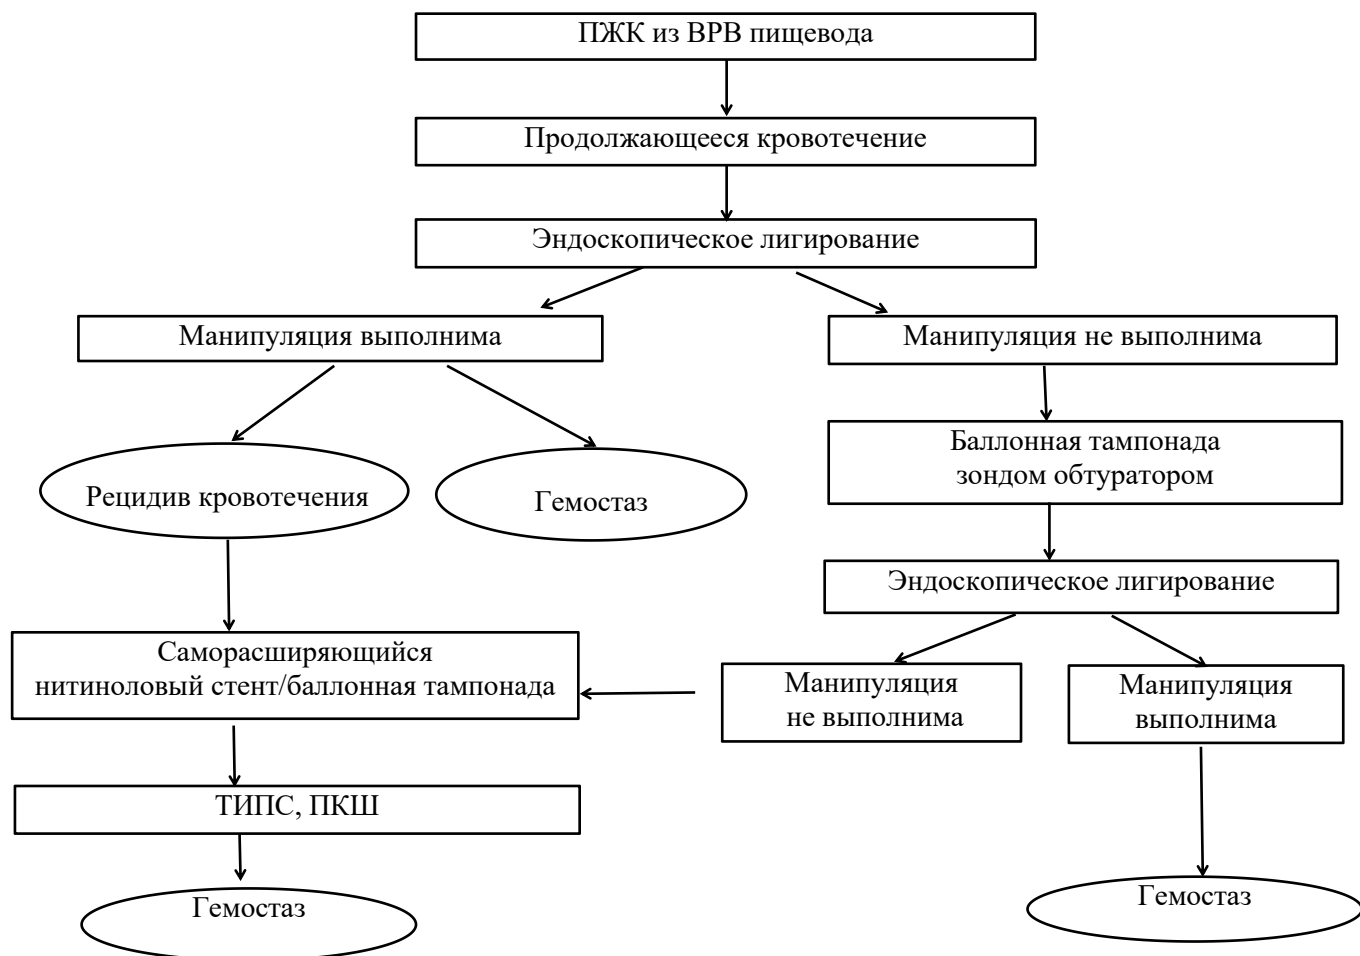 ПЖК из ВРВ пищевода
Продолжающееся кровотечение
Эндоскопическое лигирование
Манипуляция выполнима
Манипуляция не выполнима
Рецидив кровотечения
Гемостаз
Баллонная тампонада
зондом обтуратором
Эндоскопическое лигирование
Саморасширяющийся
нитиноловый стент/баллонная тампонада
Манипуляция
не выполнима
Манипуляция
выполнима
ТИПС, ПКШ
Гемостаз
Гемостаз